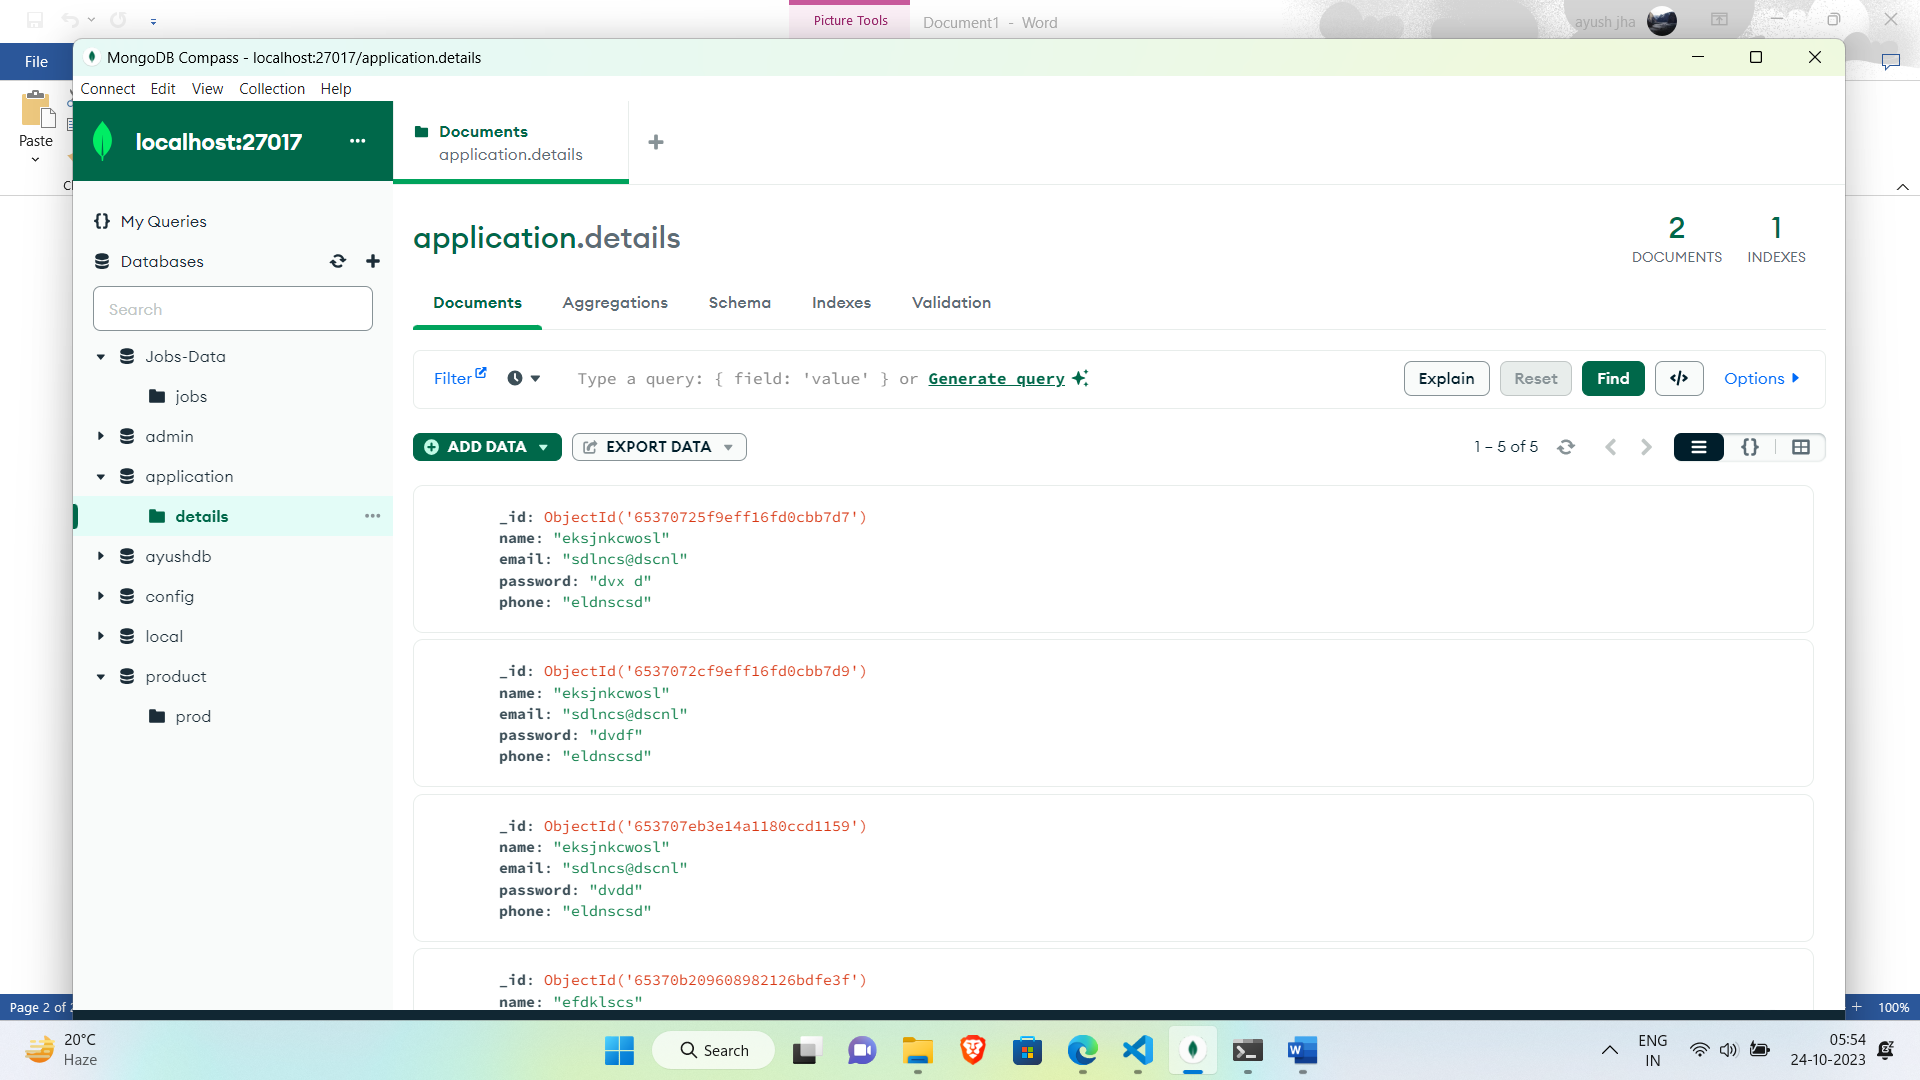 Picture Tools
Document1 - Word
ayush jha
File
MongoDB Compass - localhost:27017/application.details
Connect Edit View Collection Help
Paste
localhost:27017
Documents
application.details
My Queries
Databases
Search
Jobs-Data
jobs
admin
application
details
ayushdb
config
local
product
prod
application.details
2
DOCUMENTS
1
INDEXES
Documents Aggregations Schema Indexes Validation
Filter
Type a query: { field: 'value' } or Generate query
Explain Reset Find </> Options
ADD DATA EXPORT DATA
1 – 5 of 5
{}
_id: ObjectId('65370725f9eff16fd0cbb7d7')
name: "eksjnkcwosl"
email: "sdlncs@dscnl"
password: "dvx d"
phone: "eldnscsd"
_id: ObjectId('6537072cf9eff16fd0cbb7d9')
name: "eksjnkcwosl"
email: "sdlncs@dscnl"
password: "dvdf"
phone: "eldnscsd"
_id: ObjectId('653707eb3e14a1180ccd1159')
name: "eksjnkcwosl"
email: "sdlncs@dscnl"
password: "dvdd"
phone: "eldnscsd"
_id: ObjectId('65370b209608982126bdfe3f')
name: "efdklscs"
Page 2 of
100%
20°C
Haze
Search
ENG
IN
05:54
24-10-2023